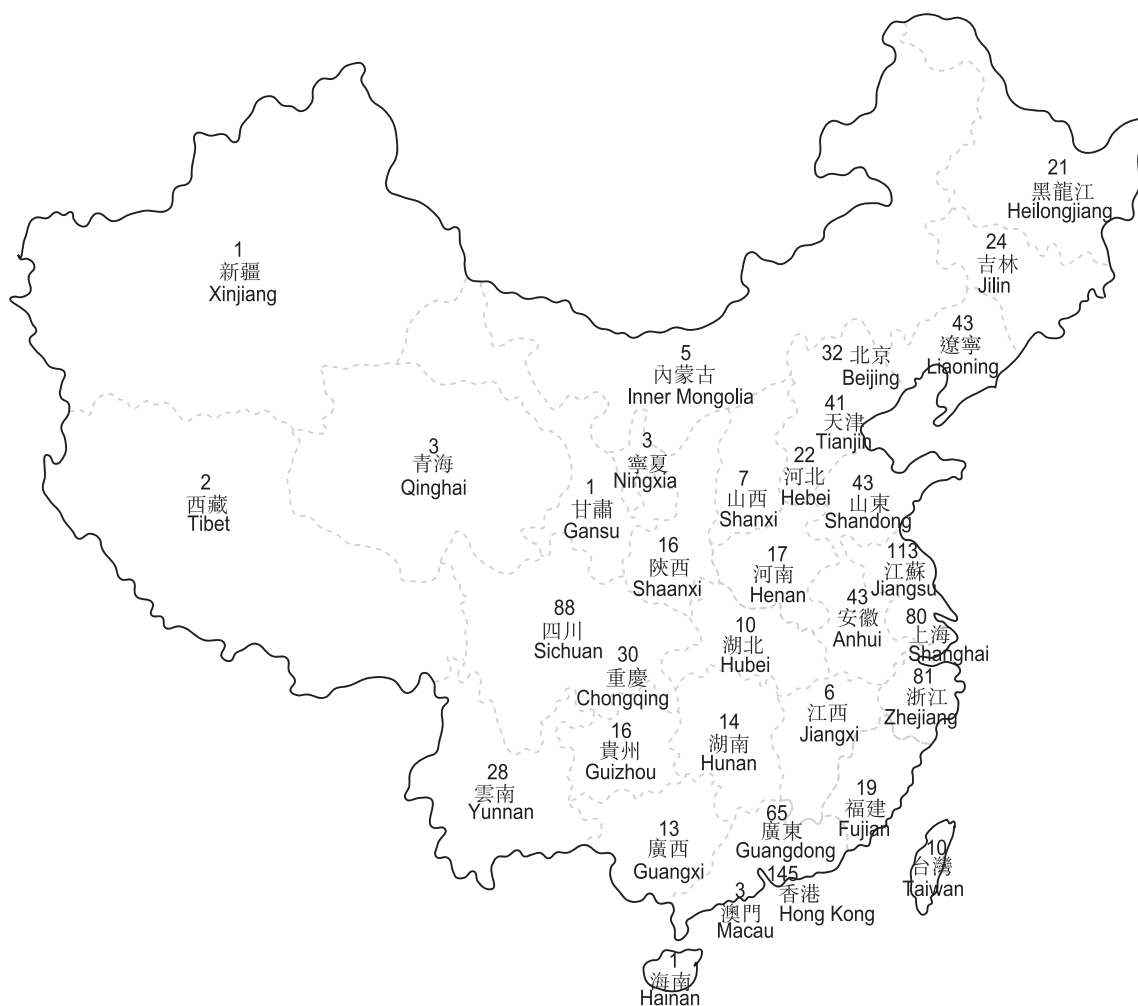 21
黑龍江
Heilongjiang
24
吉林
Jilin
1
新疆
Xinjiang
43
遼寧
Liaoning
5
內蒙古
Inner Mongolia
32 北京
Beijing
41
天津
Tianjin
3
青海
Qinghai
3
寧夏
Ningxia
22
河北
Hebei
2
西藏
Tibet
1
甘肅
Gansu
7
山西
Shanxi
43
山東
Shandong
16
陝西
Shaanxi
17
河南
Henan
113
江蘇
Jiangsu
88
四川
Sichuan
10
湖北
Hubei
43
安徽
Anhui
80
上海
Shanghai
30
重慶
Chongqing
81
浙江
Zhejiang
6
江西
Jiangxi
16
貴州
Guizhou
14
湖南
Hunan
28
雲南
Yunnan
19
福建
Fujian
13
廣西
Guangxi
65
廣東
Guangdong
10
台灣
Taiwan
145
香港
Hong Kong
3
澳門
Macau
1
海南
Hainan